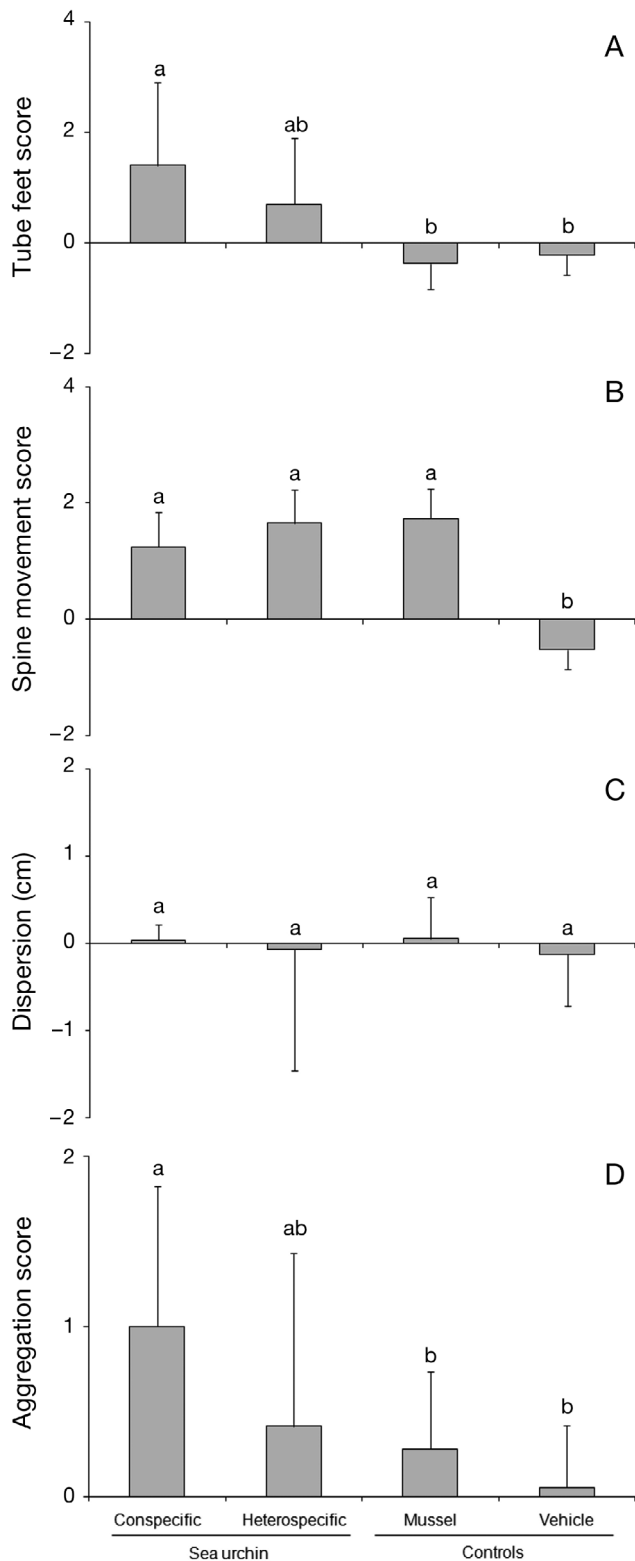 4
A
a
2
ab
b
b
0
−2
Tube feet score
4
B
a
a
a
2
0
b
−2
Spine movement score
2
C
1
a
a
a
a
0
−1
−2
Dispersion (cm)
2
D
a
ab
1
b
b
0
Aggregation score
Conspecific Heterospecific Mussel Vehicle
Sea urchin Controls